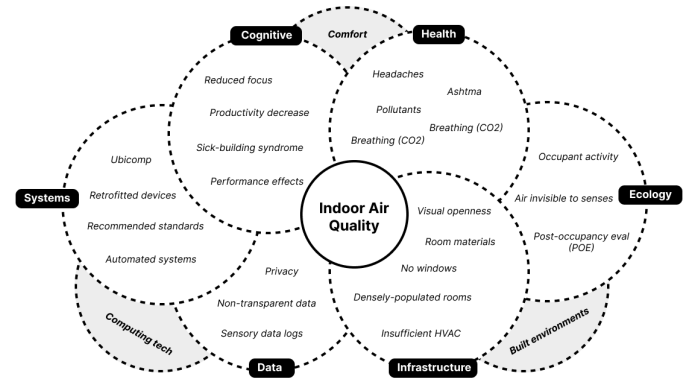 Cognitive
Comfort
Health
Reduced focus
Productivity decrease
Sick-building syndrome
Performance effects
Headaches
Ashtma
Pollutants
Breathing (CO2)
Breathing (CO2)
Systems
Ubicomp
Retrofitted devices
Recommended standards
Automated systems
Indoor Air
Quality
Ecology
Occupant activity
Air invisible to senses
Post-occupancy eval
(POE)
Visual openness
Room materials
No windows
Densely-populated rooms
Insufficient HVAC
Privacy
Non-transparent data
Sensory data logs
Computing tech
Built environments
Data
Infrastructure